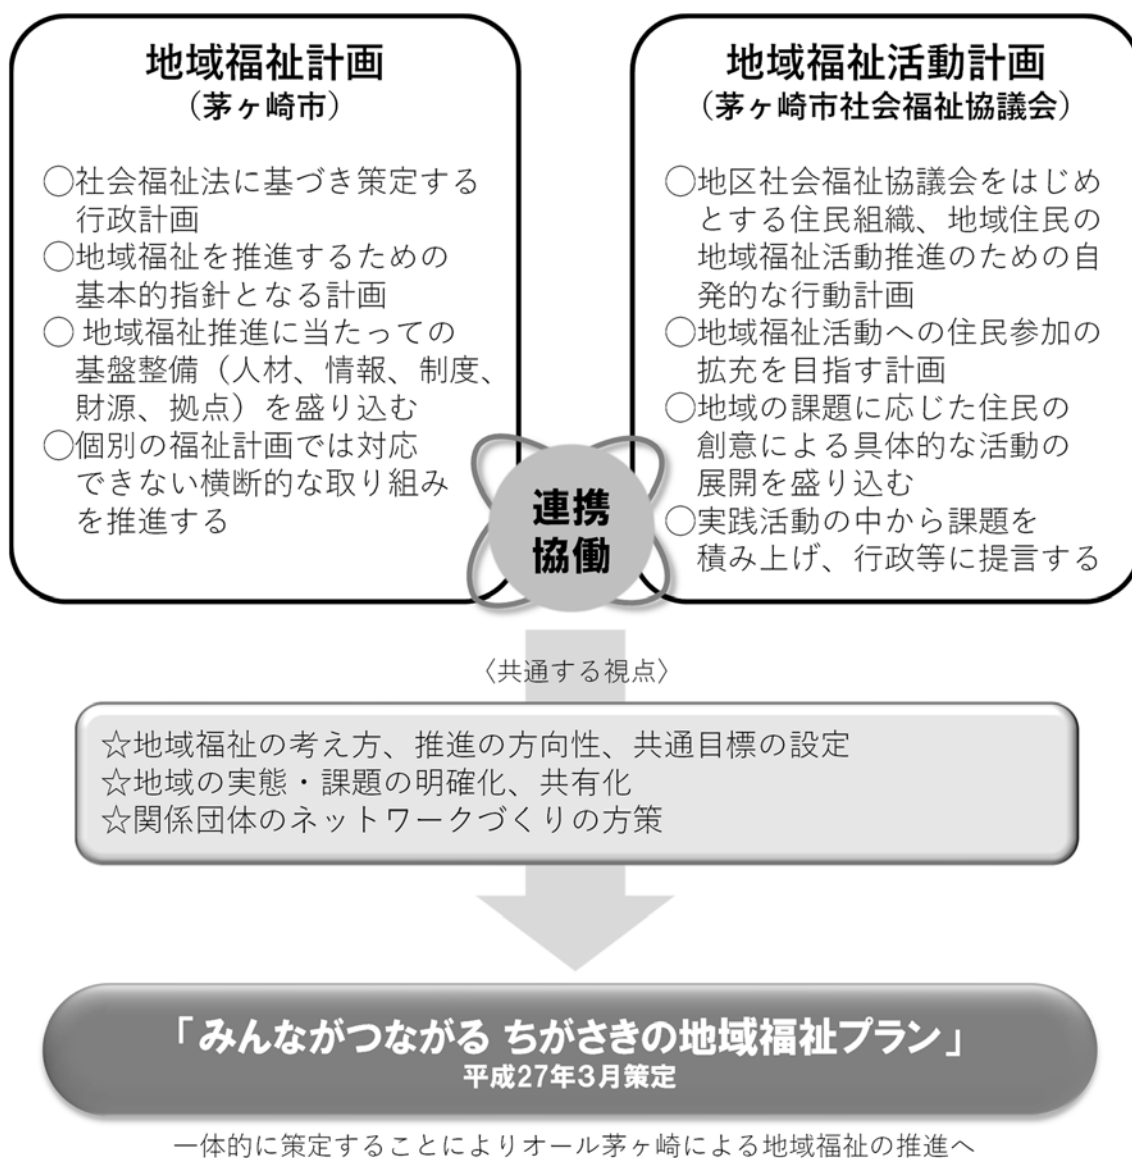 地域福祉計画
（茅ヶ崎市）
○社会福祉法に基づき策定する
行政計画
○地域福祉を推進するための
基本的指針となる計画
○ 地域福祉推進に当たっての
基盤整備（人材、情報、制度、
財源、拠点）を盛り込む
○個別の福祉計画では対応
できない横断的な取り組み
を推進する
地域福祉活動計画
（茅ヶ崎市社会福祉協議会）
○地区社会福祉協議会をはじめ
とする住民組織、地域住民の
地域福祉活動推進のための自
発的な行動計画
○地域福祉活動への住民参加の
拡充を目指す計画
○地域の課題に応じた住民の
創意による具体的な活動の
展開を盛り込む
○実践活動の中から課題を
積み上げ、行政等に提言する
連携
協働
〈共通する視点〉
☆地域福祉の考え方、推進の方向性、共通目標の設定
☆地域の実態・課題の明確化、共有化
☆関係団体のネットワークづくりの方策
「みんながつながる ちがさきの地域福祉プラン」
平成27年3月策定
一体的に策定することによりオール茅ヶ崎による地域福祉の推進へ